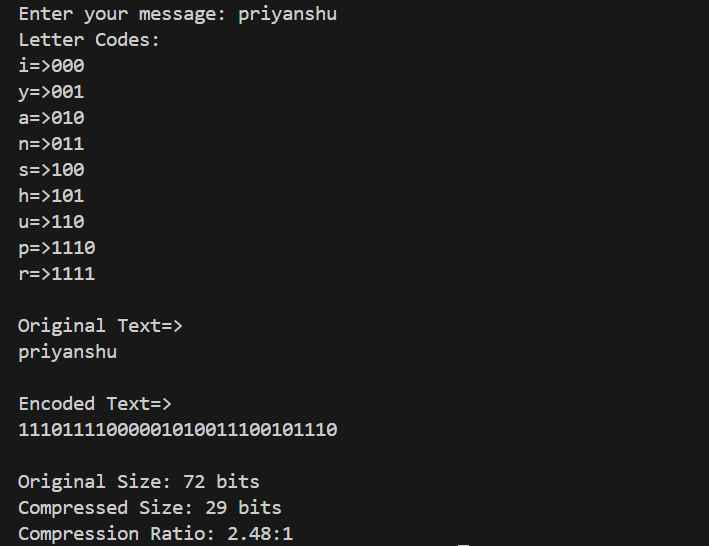 Enter your message: priyanshu
Letter Codes:
i=>000
y=>001
a=>010
n=>011
s=>100
h=>101
u=>110
p=>1110
r=>1111
Original Text=>
priyanshu
Encoded Text=>
11101111000001010011100101110
Original Size: 72 bits
Compressed Size: 29 bits
Compression Ratio: 2.48:1